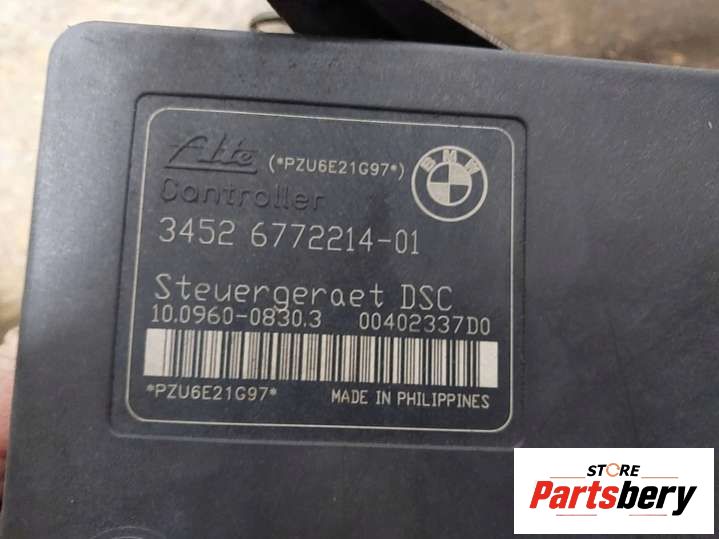 Ate (*PZU6E21G97*)
BMW
Controller
3452 6772214-01
Steuergeraet DSC
10.0960-0830.3 00402337D0
*PZU6E21G97*
MADE IN PHILIPPINES
STORE
Partsbery